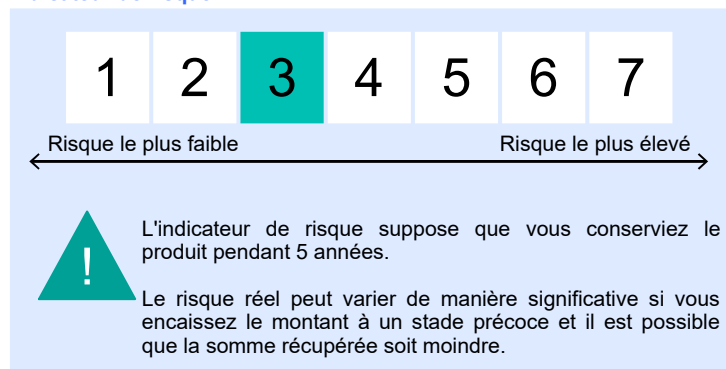 1 2 3 4 5 6 7
Risque le plus faible Risque le plus élevé
! L'indicateur de risque suppose que vous conserviez le
produit pendant 5 années.
Le risque réel peut varier de manière significative si vous
encaissez le montant à un stade précoce et il est possible
que la somme récupérée soit moindre.